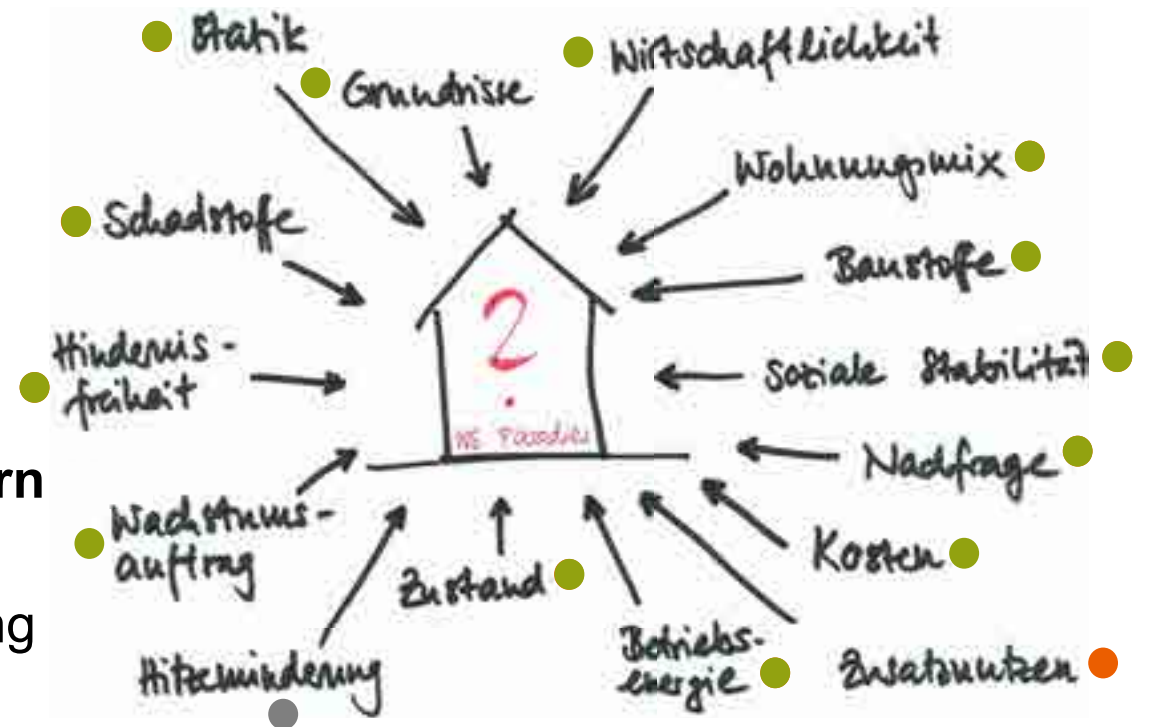 Statik
Grundrisse
Wirtschaftlichkeit
Wohnungsmix
Schadstoffe
Baustoffe
?
Hindernis-
freiheit
soziale Stabilität
WE
rn
Nachfrage
Wachstums-
auftrag
Kosten
Zustand
ng
Betriebs-
energie
Zusatznutzen
Hitzeminderung